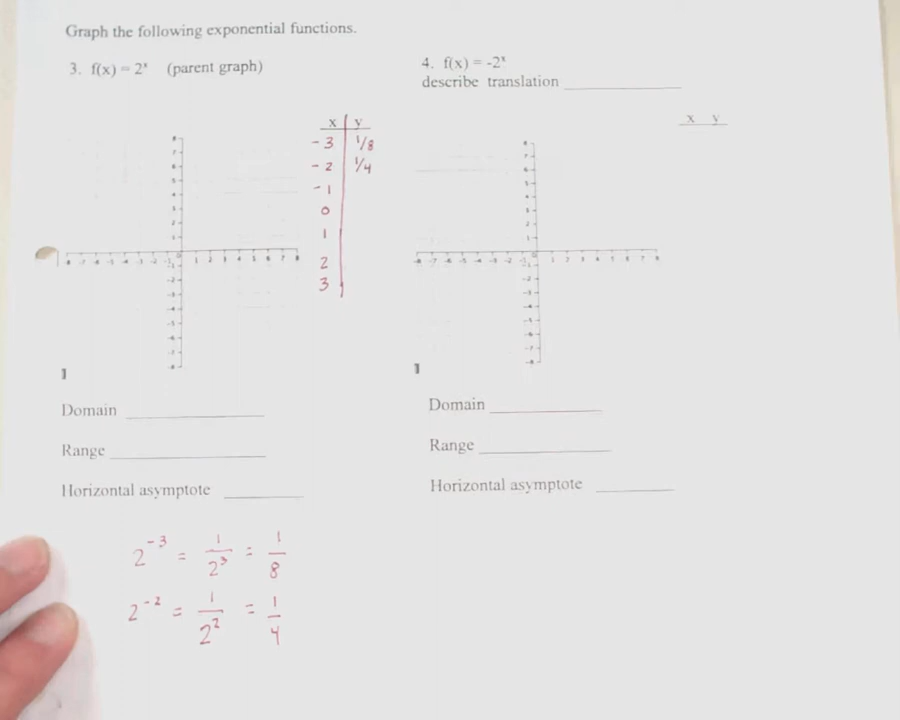 Graph the following exponential functions.
3. f(x) = 2ˣ (parent graph)
x y
-3 1/8
-2 1/4
-1
0
1
2
3
Domain
Range
Horizontal asymptote
2⁻³ = 1/2³ = 1/8
2⁻² = 1/2² = 1/4
4. f(x) = -2ˣ
describe translation
x y
Domain
Range
Horizontal asymptote